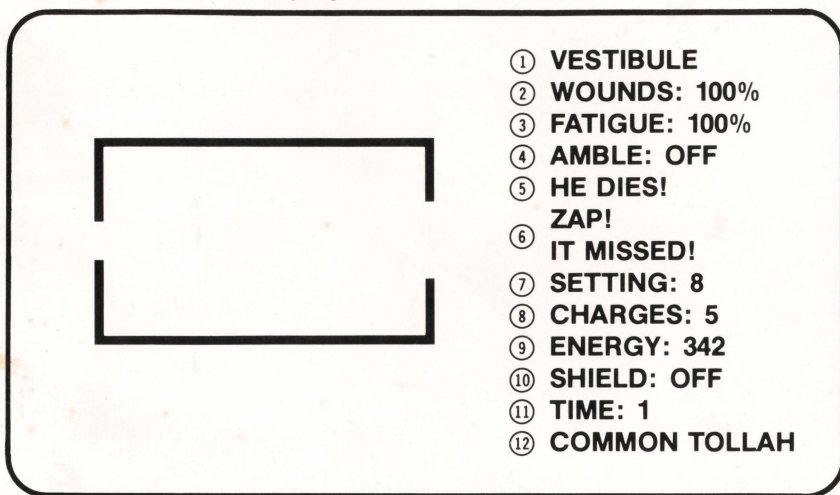 ① VESTIBULE
② WOUNDS: 100%
③ FATIGUE: 100%
④ AMBLE: OFF
⑤ HE DIES!
⑥ ZAP!
IT MISSED!
⑦ SETTING: 8
⑧ CHARGES: 5
⑨ ENERGY: 342
⑩ SHIELD: OFF
⑪ TIME: 1
⑫ COMMON TOLLAH